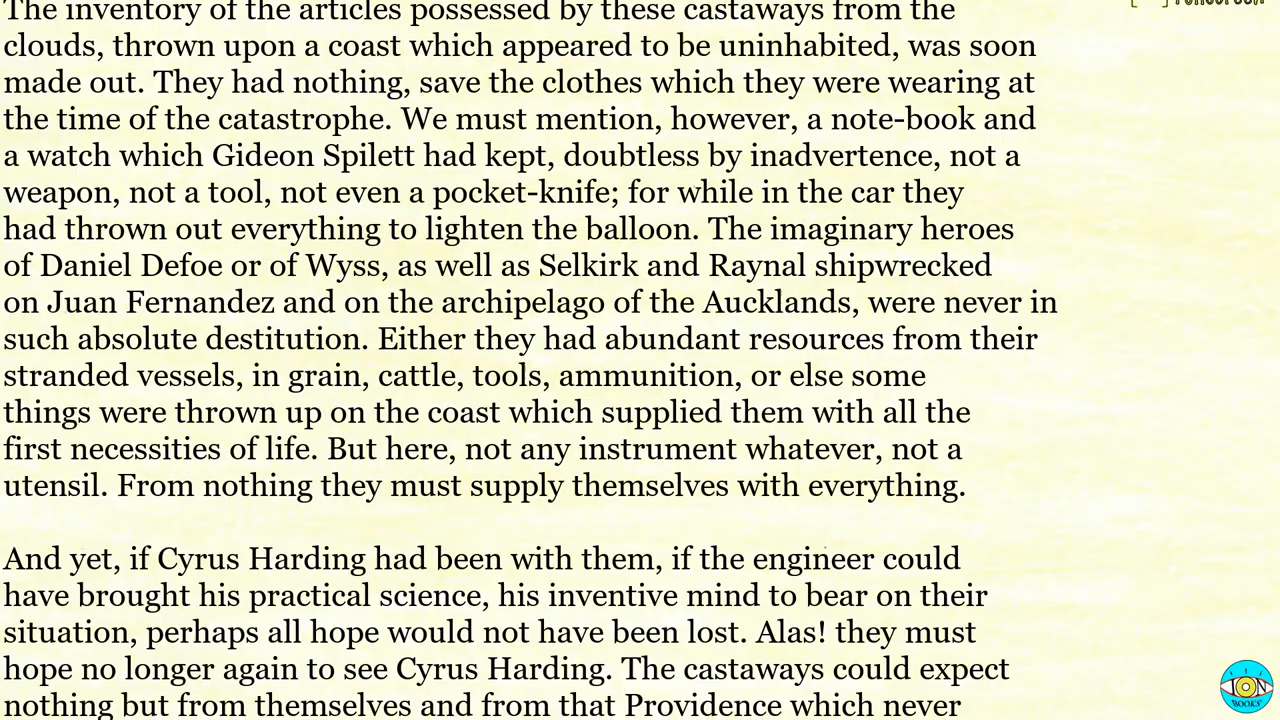 The inventory of the articles possessed by these castaways from the
clouds, thrown upon a coast which appeared to be uninhabited, was soon
made out. They had nothing, save the clothes which they were wearing at
the time of the catastrophe. We must mention, however, a note-book and
a watch which Gideon Spilett had kept, doubtless by inadvertence, not a
weapon, not a tool, not even a pocket-knife; for while in the car they
had thrown out everything to lighten the balloon. The imaginary heroes
of Daniel Defoe or of Wyss, as well as Selkirk and Raynal shipwrecked
on Juan Fernandez and on the archipelago of the Aucklands, were never in
such absolute destitution. Either they had abundant resources from their
stranded vessels, in grain, cattle, tools, ammunition, or else some
things were thrown up on the coast which supplied them with all the
first necessities of life. But here, not any instrument whatever, not a
utensil. From nothing they must supply themselves with everything.
And yet, if Cyrus Harding had been with them, if the engineer could
have brought his practical science, his inventive mind to bear on their
situation, perhaps all hope would not have been lost. Alas! they must
hope no longer again to see Cyrus Harding. The castaways could expect
nothing but from themselves and from that Providence which never
ION
BOOKS